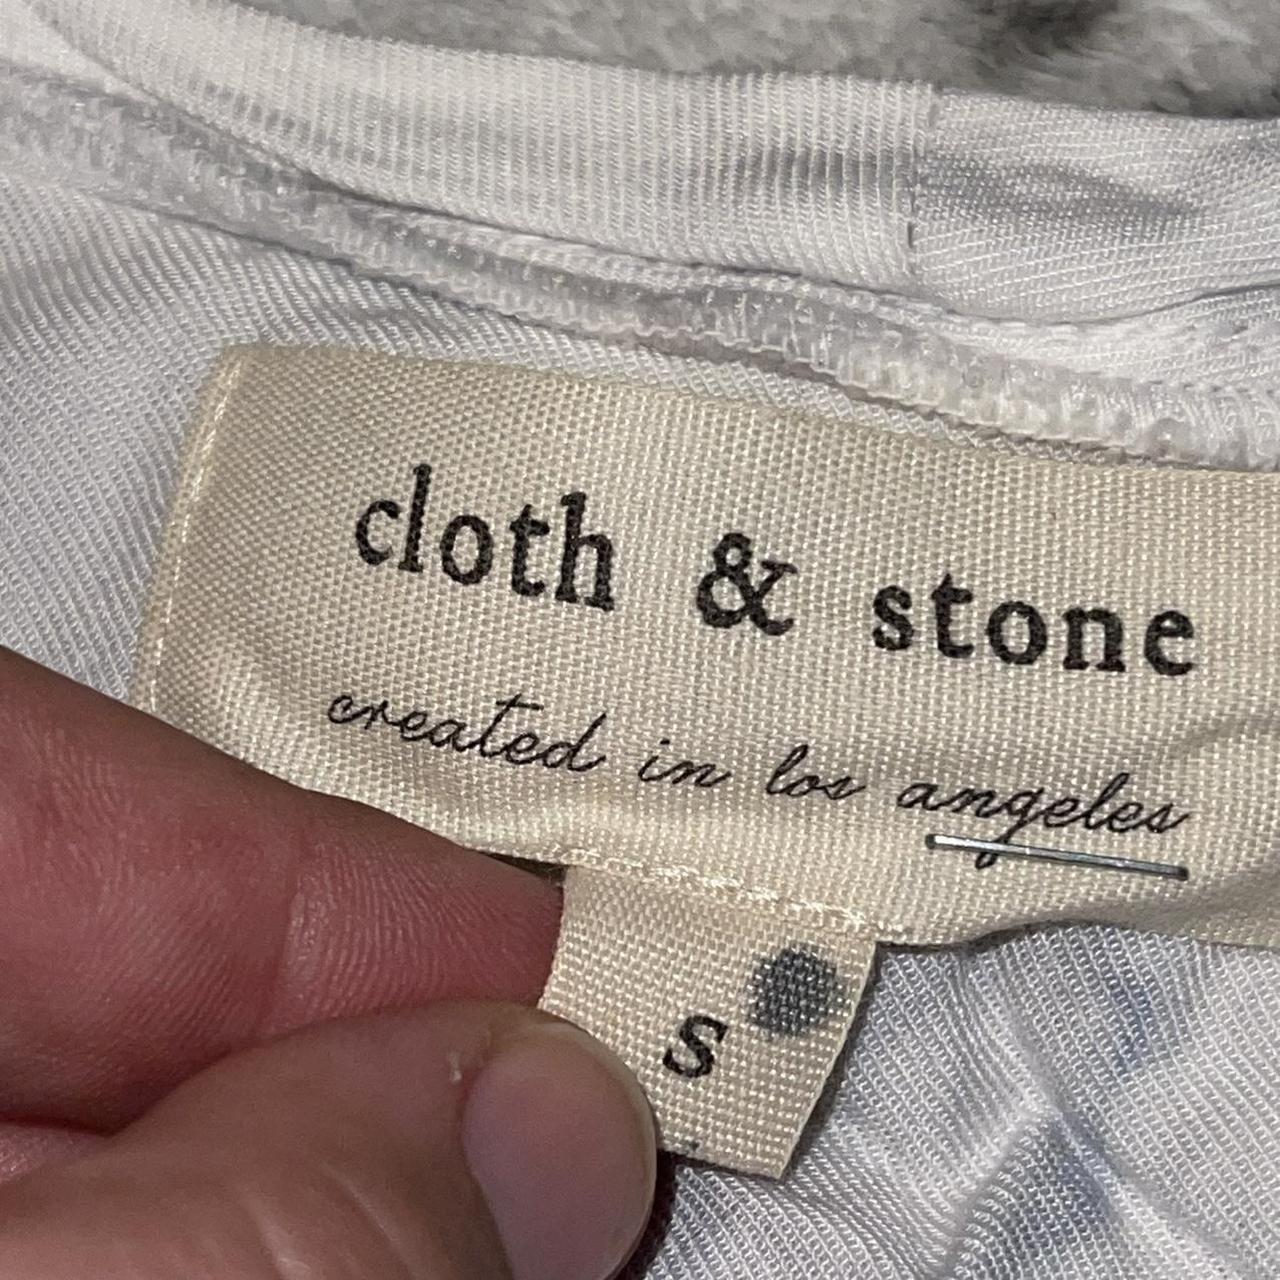 cloth & stone
created in los angeles
S